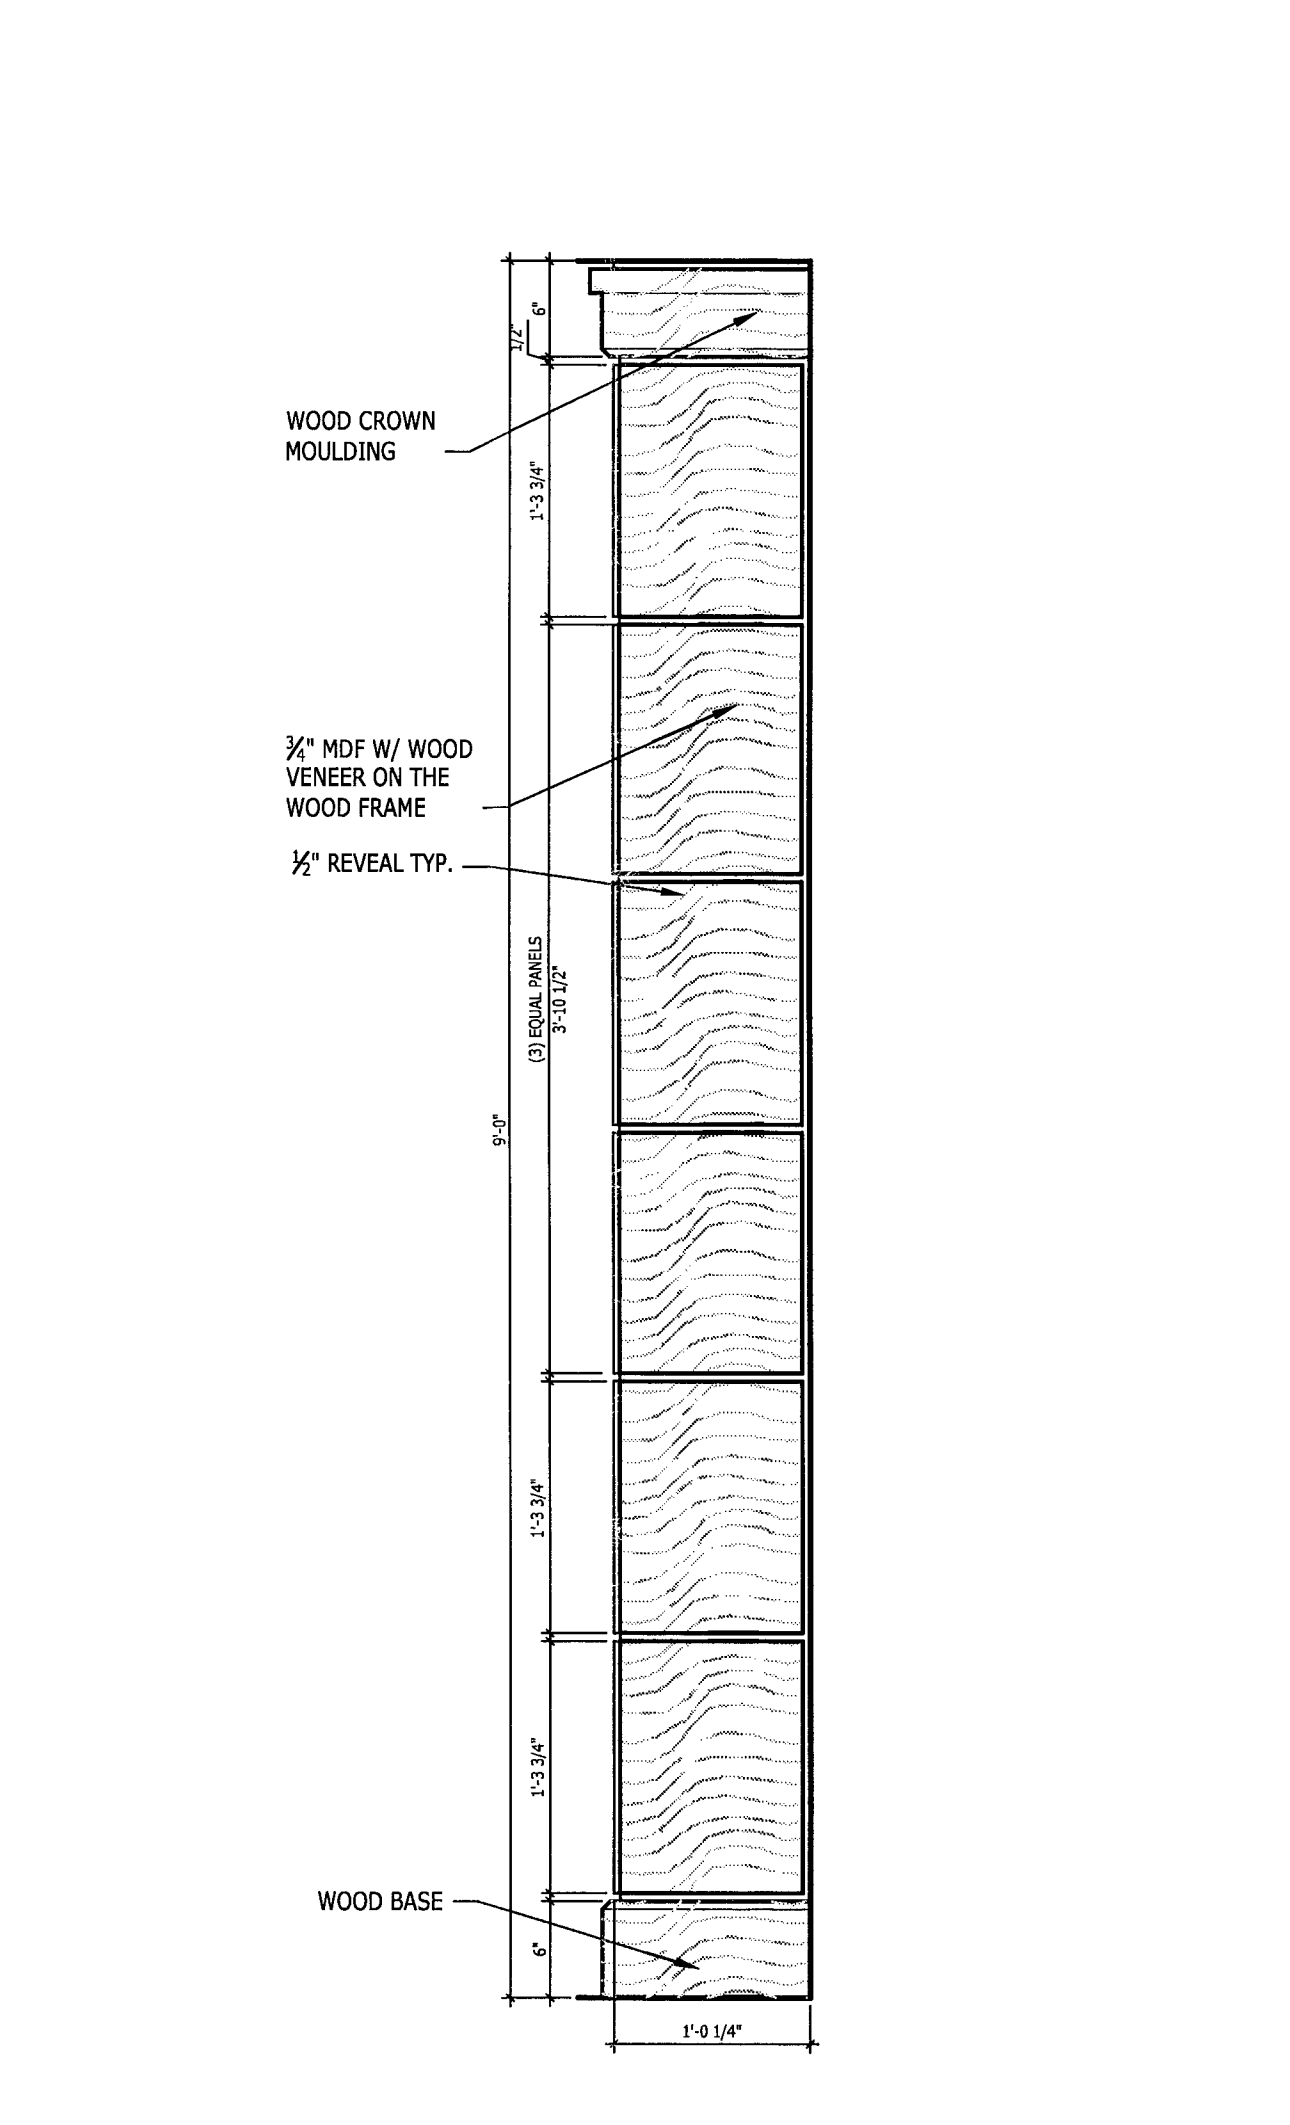 6"
1/2"
WOOD CROWN
MOULDING
1'-3 3/4"
3/4" MDF W/ WOOD
VENEER ON THE
WOOD FRAME
1/2" REVEAL TYP.
(3) EQUAL PANELS
3'-10 1/2"
9'-0"
1'-3 3/4"
1'-3 3/4"
WOOD BASE
6"
1'-0 1/4"